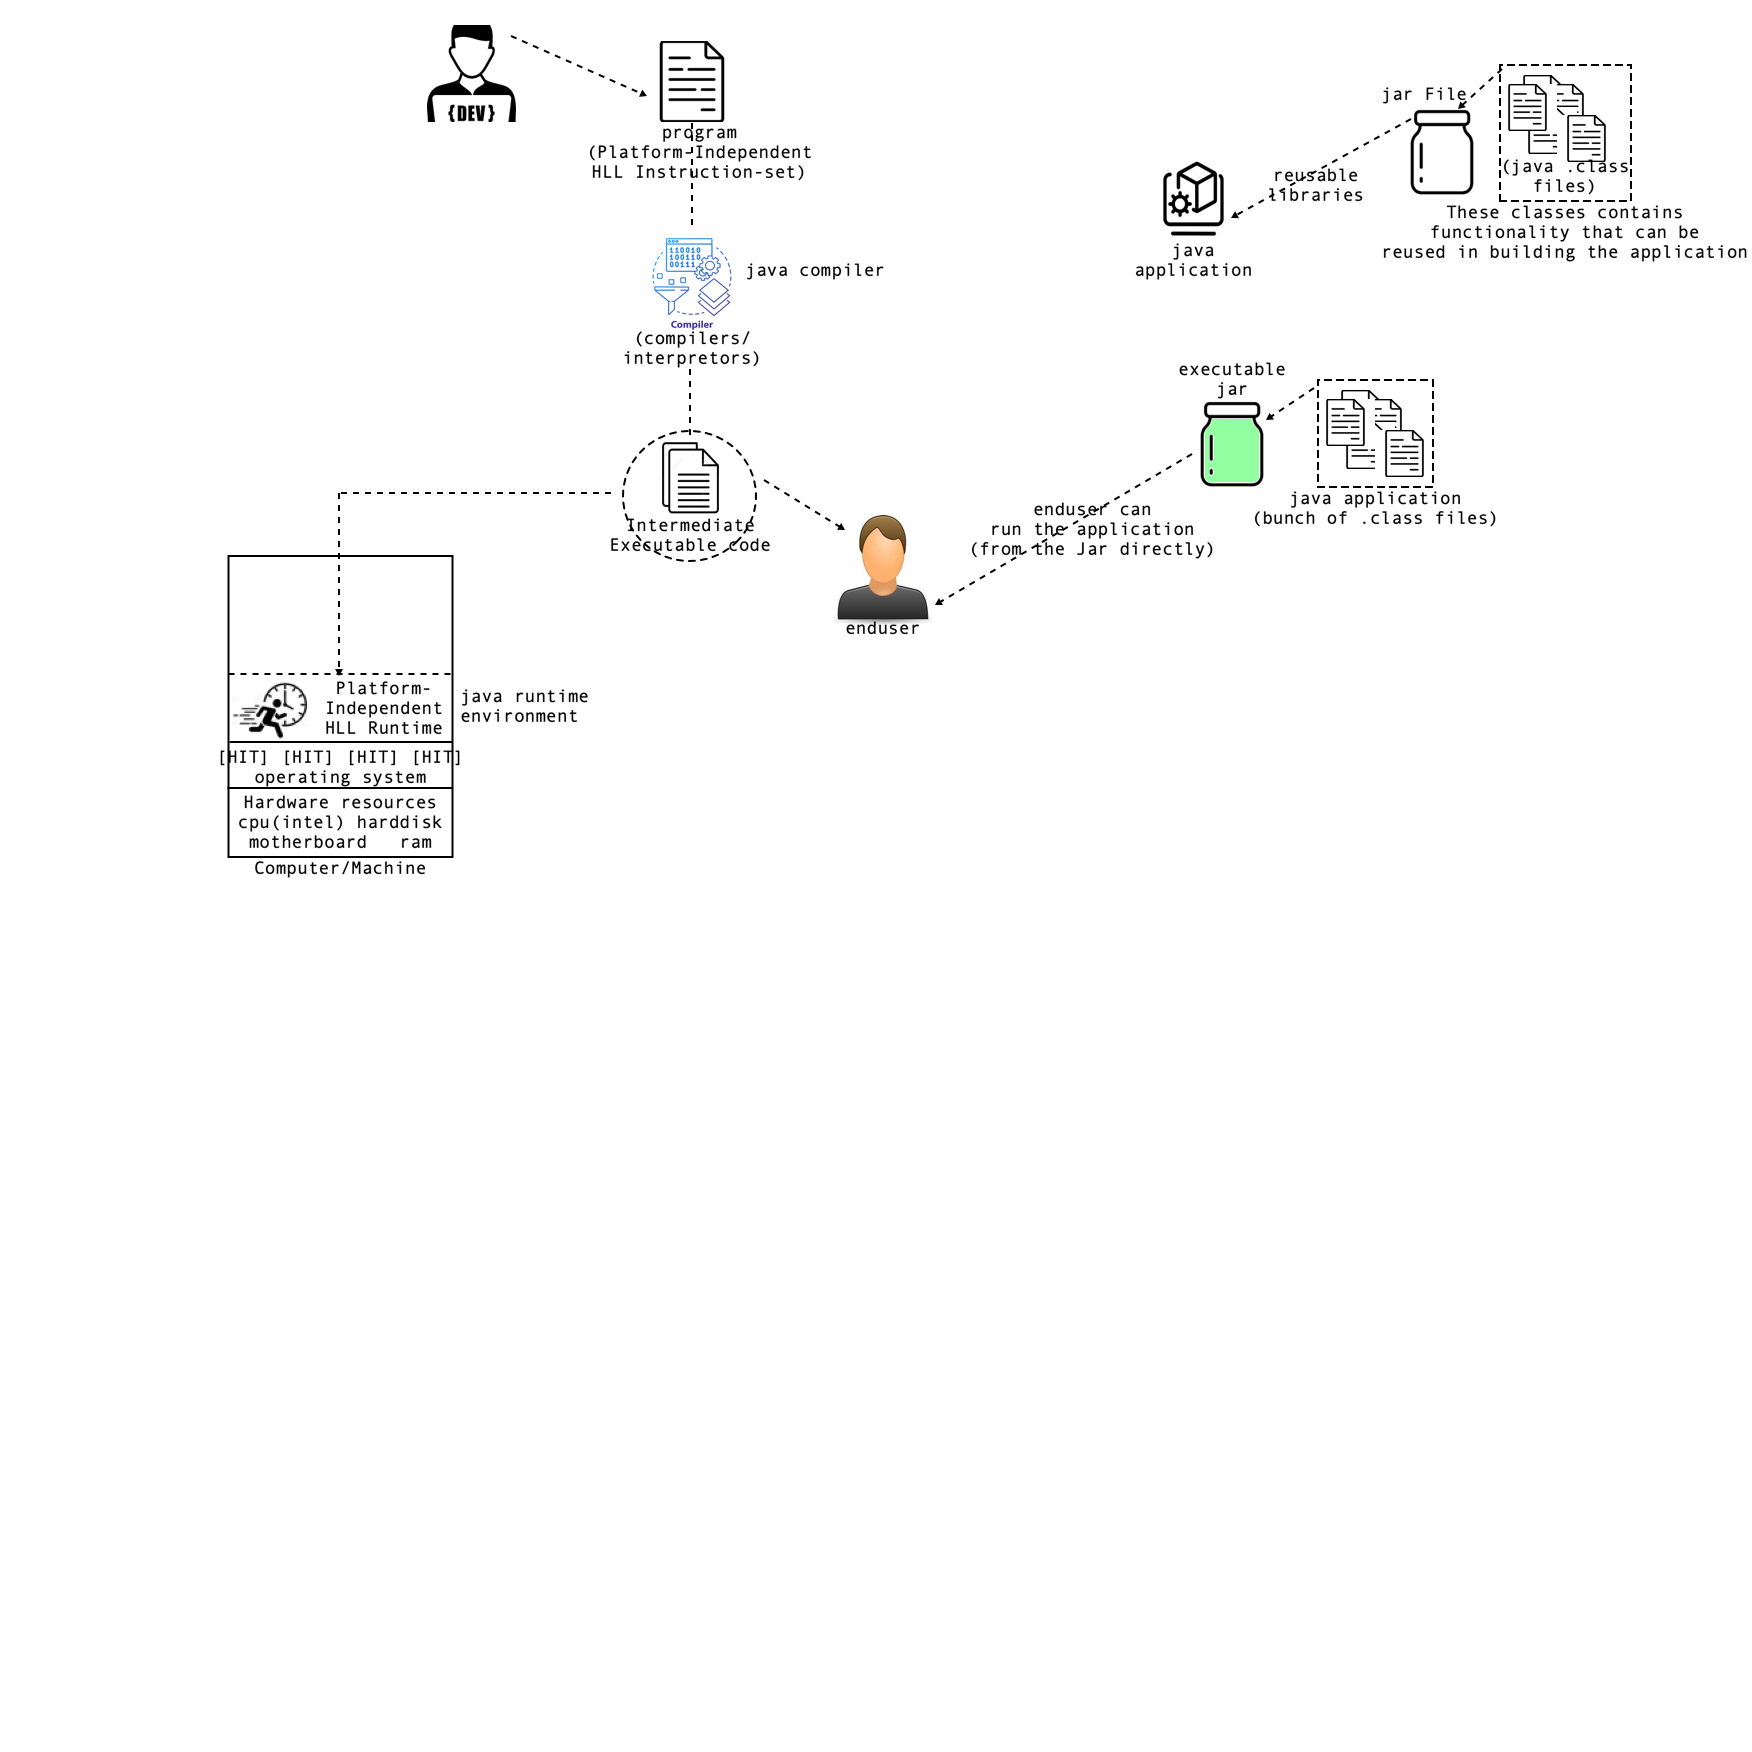 {DEV}
program
(Platform-Independent
HLL Instruction-set)
110010
100110
00111
Compiler
java compiler
(compilers/
interpretors)
Intermediate
Executable code
enduser
Platform-
Independent
HLL Runtime
java runtime
environment
[HIT] [HIT] [HIT] [HIT]
operating system
Hardware resources
cpu(intel) harddisk
motherboard   ram
Computer/Machine
jar File
(java .class
files)
These classes contains
functionality that can be
reused in building the application
reusable
libraries
java
application
executable
jar
java application
(bunch of .class files)
enduser can
run the application
(from the Jar directly)